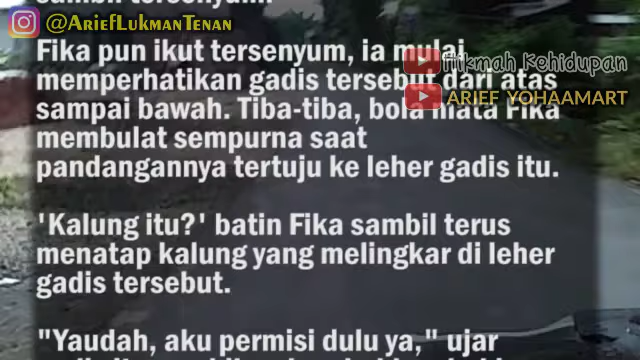 sambil tersenyum.
@AriefLukmanTenan
Fika pun ikut tersenyum, ia mulai
Hikmah Kehidupan
memperhatikan gadis tersebut dari atas
ARIEF YOHAAMART
sampai bawah. Tiba-tiba, bola mata Fika
membulat sempurna saat
pandangannya tertuju ke leher gadis itu.
'Kalung itu?' batin Fika sambil terus
menatap kalung yang melingkar di leher
gadis tersebut.
"Yaudah, aku permisi dulu ya," ujar